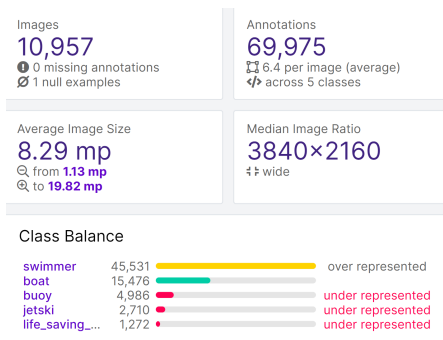 Images
10,957
0 missing annotations
1 null examples
Annotations
69,975
6.4 per image (average)
across 5 classes
Average Image Size
8.29 mp
from 1.13 mp
to 19.82 mp
Median Image Ratio
3840×2160
wide
Class Balance
swimmer 45,531 over represented
boat 15,476
buoy 4,986 under represented
jetski 2,710 under represented
life_saving_... 1,272 under represented